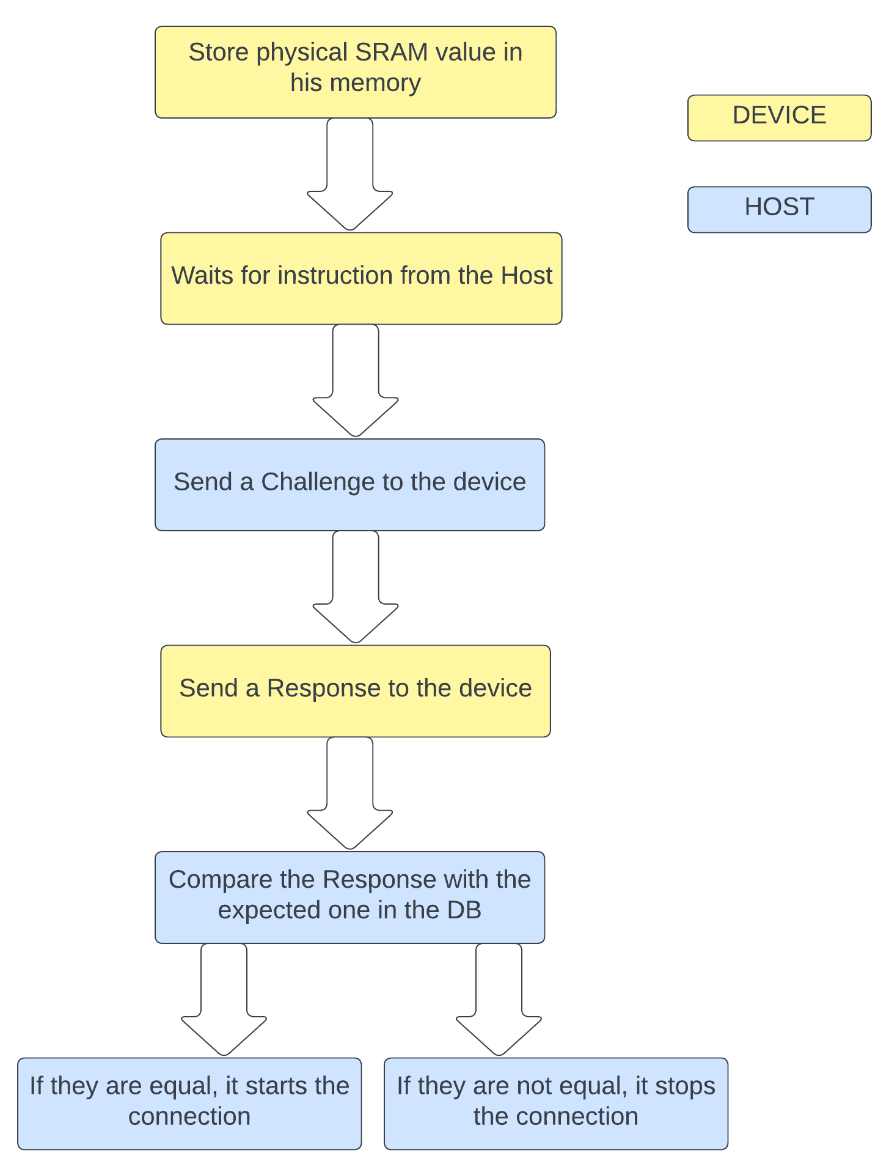 Store physical SRAM value in
his memory
DEVICE
HOST
Waits for instruction from the Host
Send a Challenge to the device
Send a Response to the device
Compare the Response with the
expected one in the DB
If they are equal, it starts the
connection
If they are not equal, it stops
the connection